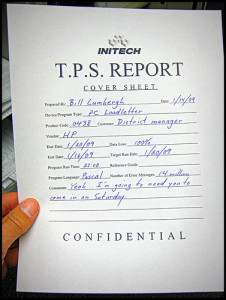 INITECH
T.P.S. REPORT
COVER SHEET
Prepared By: Bill Lumbergh Date: 1/14/09
Device/Program Type: PC Loadletter
Product Code: 0438 Customer: District manager
Vendor: HP
Due Date: 1/20/09 Data Loss: 100%
Test Date: 1/16/09 Target Run Date: 1/20/09
Program Run Time: Reference Guide:
Program Language: Pascal Number of Error Messages: 14 million
Comments: Yeah. I'm going to need you to
come in on Saturday.
CONFIDENTIAL